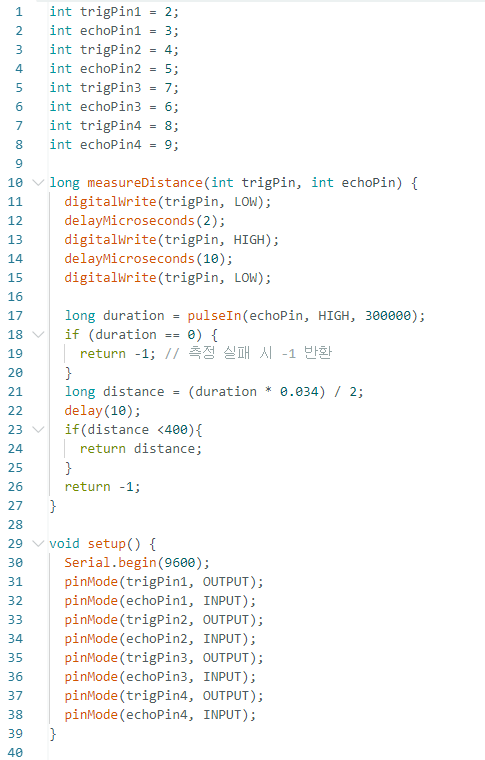 1 int trigPin1 = 2;
2 int echoPin1 = 3;
3 int trigPin2 = 4;
4 int echoPin2 = 5;
5 int trigPin3 = 7;
6 int echoPin3 = 6;
7 int trigPin4 = 8;
8 int echoPin4 = 9;
9
10 long measureDistance(int trigPin, int echoPin) {
11 digitalWrite(trigPin, LOW);
12 delayMicroseconds(2);
13 digitalWrite(trigPin, HIGH);
14 delayMicroseconds(10);
15 digitalWrite(trigPin, LOW);
16
17 long duration = pulseIn(echoPin, HIGH, 300000);
18 if (duration == 0) {
19 return -1; // 측정 실패 시 -1 반환
20 }
21 long distance = (duration * 0.034) / 2;
22 delay(10);
23 if(distance <400){
24 return distance;
25 }
26 return -1;
27 }
28
29 void setup() {
30 Serial.begin(9600);
31 pinMode(trigPin1, OUTPUT);
32 pinMode(echoPin1, INPUT);
33 pinMode(trigPin2, OUTPUT);
34 pinMode(echoPin2, INPUT);
35 pinMode(trigPin3, OUTPUT);
36 pinMode(echoPin3, INPUT);
37 pinMode(trigPin4, OUTPUT);
38 pinMode(echoPin4, INPUT);
39 }
40